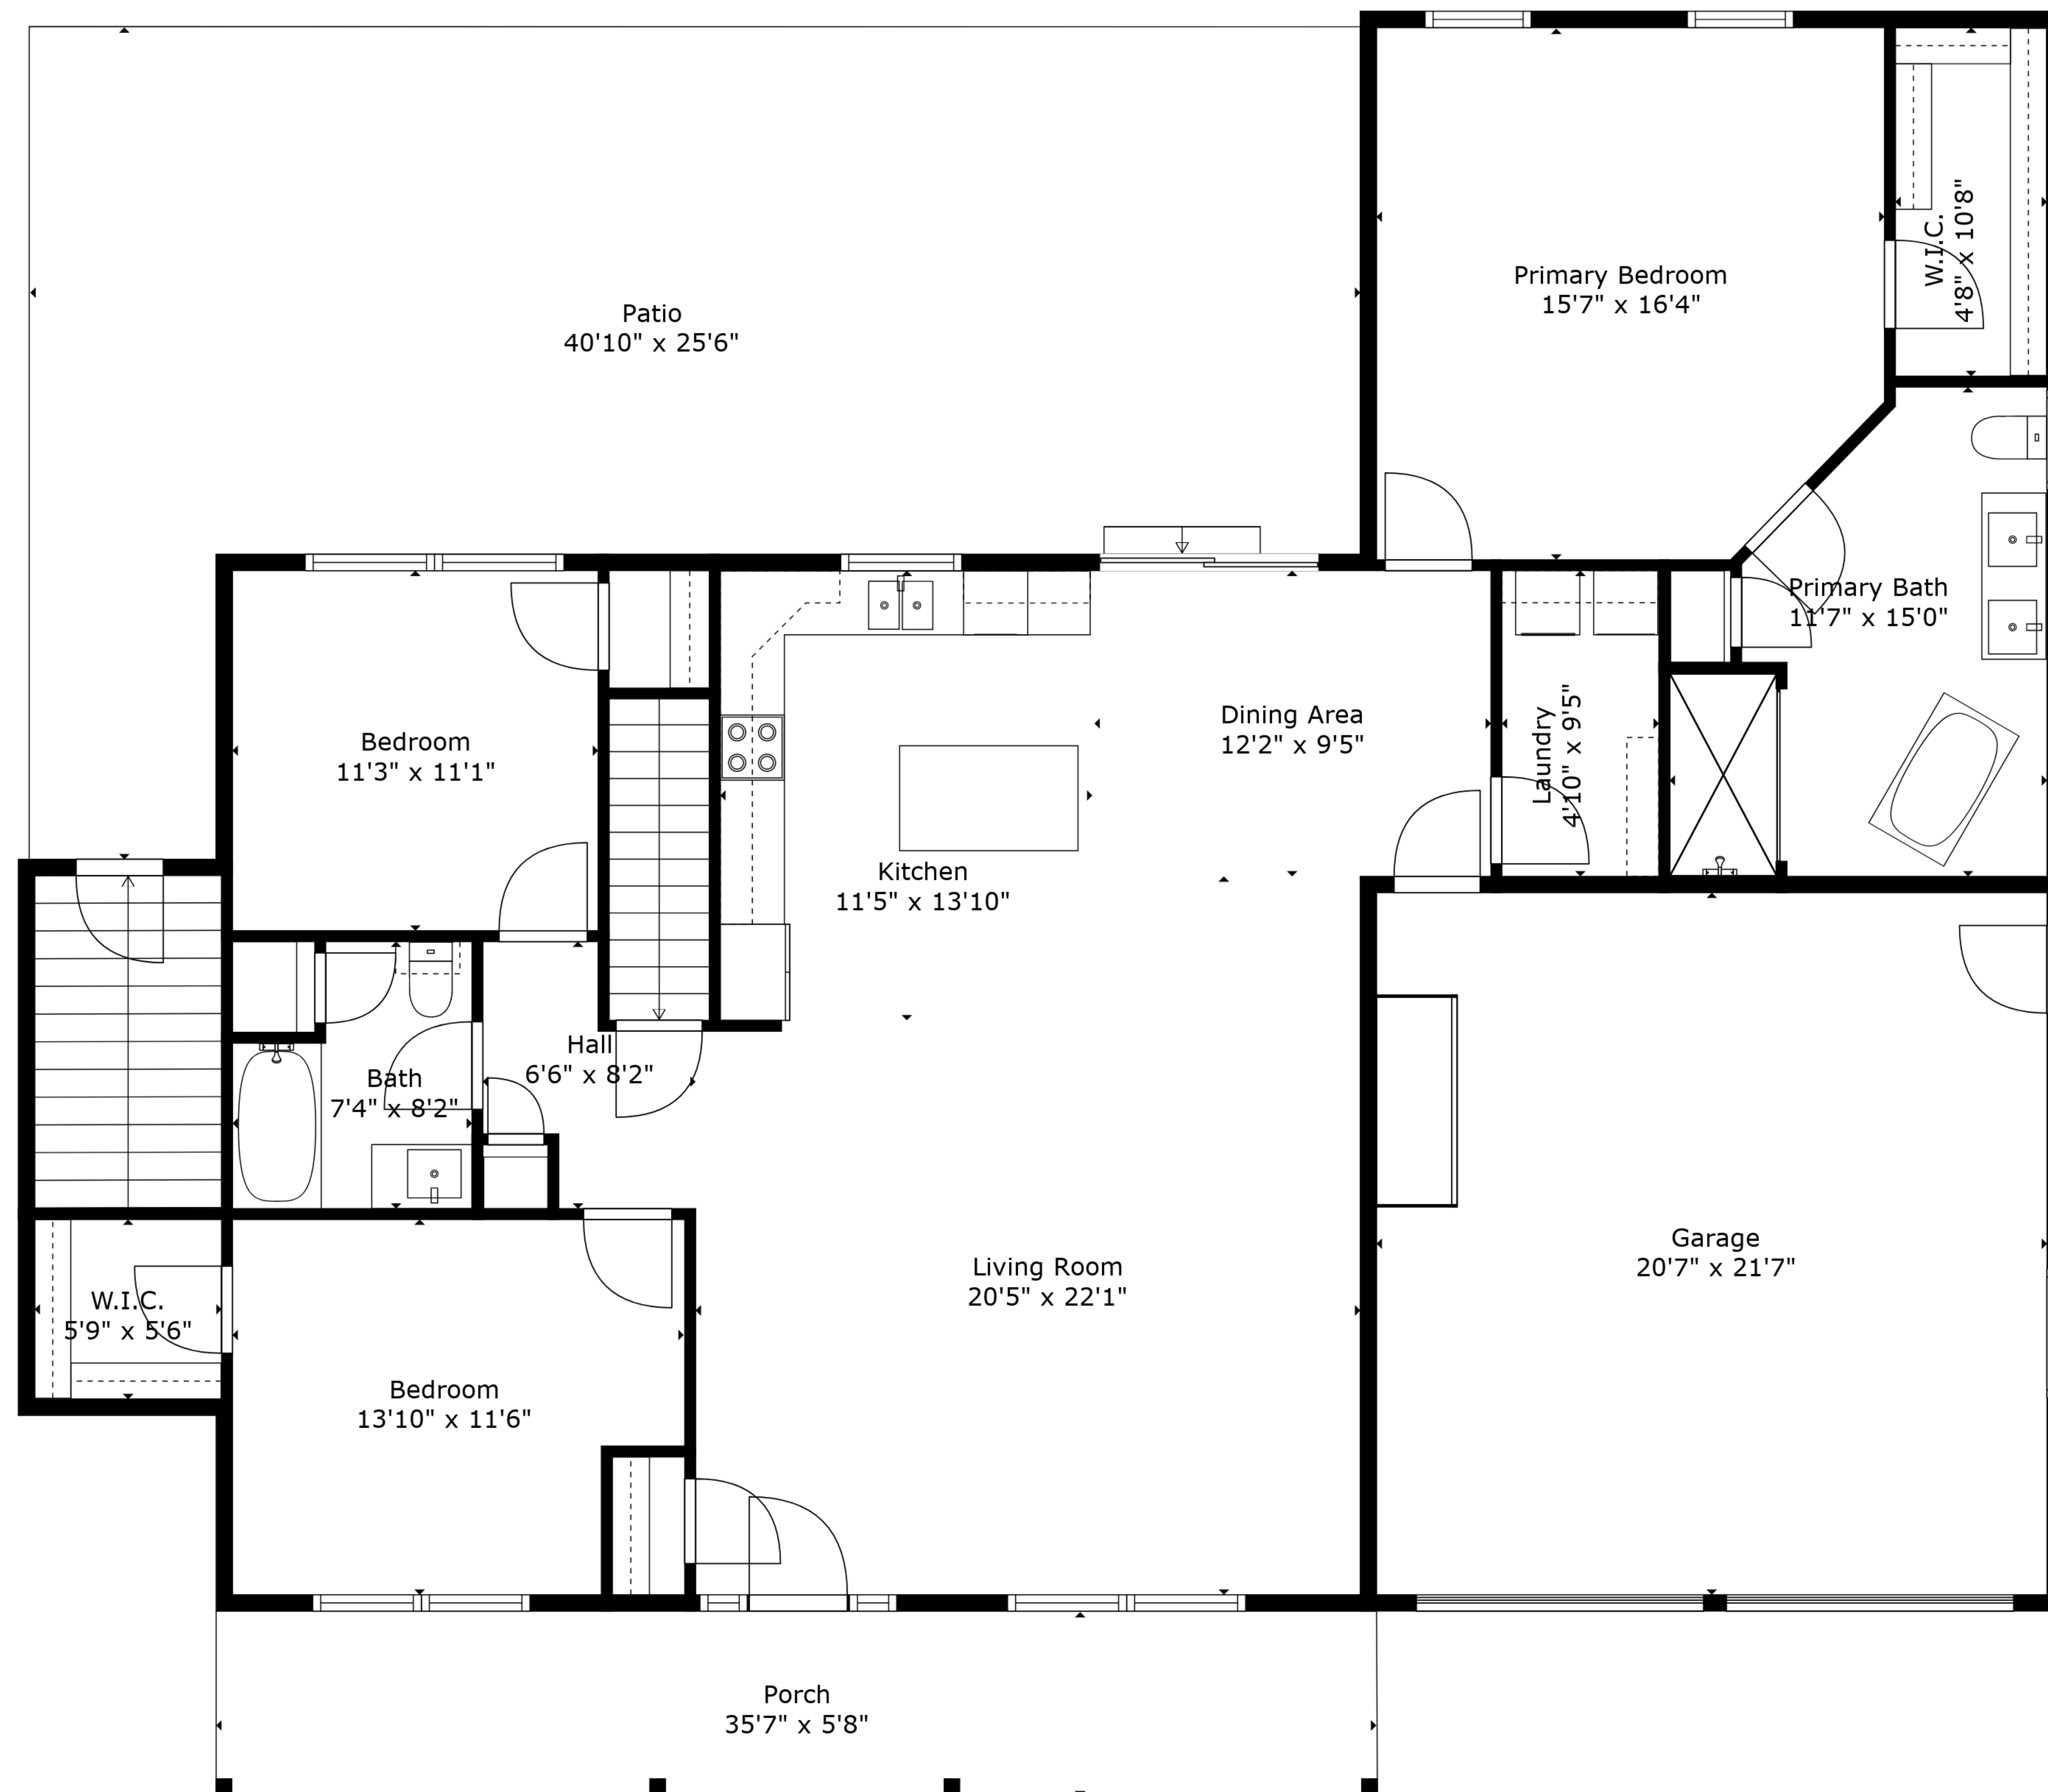 Patio
40'10" x 25'6"
Primary Bedroom
15'7" x 16'4"
W.I.C.
4'8" x 10'8"
Primary Bath
11'7" x 15'0"
Bedroom
11'3" x 11'1"
Dining Area
12'2" x 9'5"
Laundry
4'10" x 9'5"
Kitchen
11'5" x 13'10"
Hall
6'6" x 8'2"
Bath
7'4" x 8'2"
Living Room
20'5" x 22'1"
Garage
20'7" x 21'7"
W.I.C.
5'9" x 5'6"
Bedroom
13'10" x 11'6"
Porch
35'7" x 5'8"